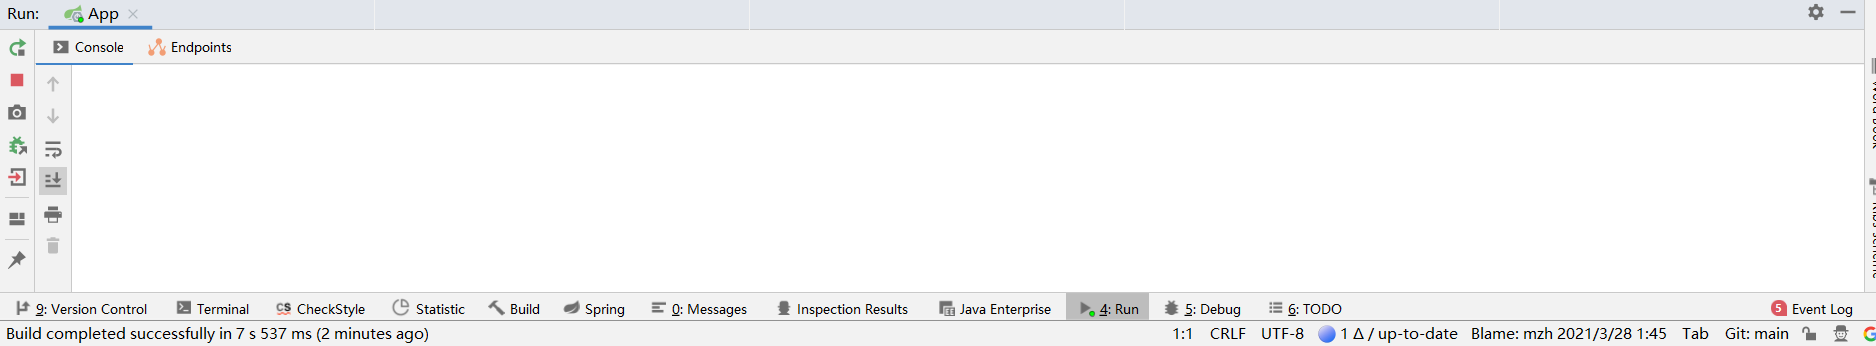 Run: App
Console Endpoints
9: Version Control Terminal CheckStyle Statistic Build Spring 0: Messages Inspection Results Java Enterprise 4: Run 5: Debug 6: TODO 5 Event Log
Build completed successfully in 7 s 537 ms (2 minutes ago) 1:1 CRLF UTF-8 1 Δ / up-to-date Blame: mzh 2021/3/28 1:45 Tab Git: main